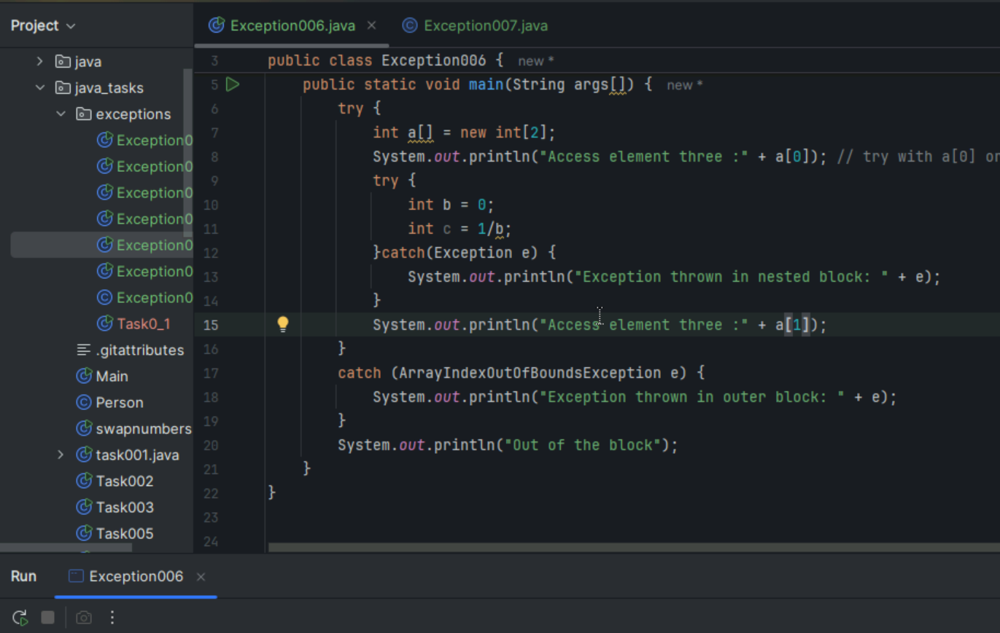 Project
Exception006.java
Exception007.java
java
java_tasks
exceptions
Exception0
Exception0
Exception0
Exception0
Exception0
Exception0
Exception0
Task0_1
.gitattributes
Main
Person
swapnumbers
task001.java
Task002
Task003
Task005
3 public class Exception006 { new *
5 public static void main(String args[]) { new *
6 try {
7 int a[] = new int[2];
8 System.out.println("Access element three :" + a[0]); // try with a[0] on
9 try {
10 int b = 0;
11 int c = 1/b;
12 }catch(Exception e) {
13 System.out.println("Exception thrown in nested block: " + e);
14 }
15 System.out.println("Access element three :" + a[1]);
16 }
17 catch (ArrayIndexOutOfBoundsException e) {
18 System.out.println("Exception thrown in outer block: " + e);
19 }
20 System.out.println("Out of the block");
21 }
22 }
23
24
Run
Exception006